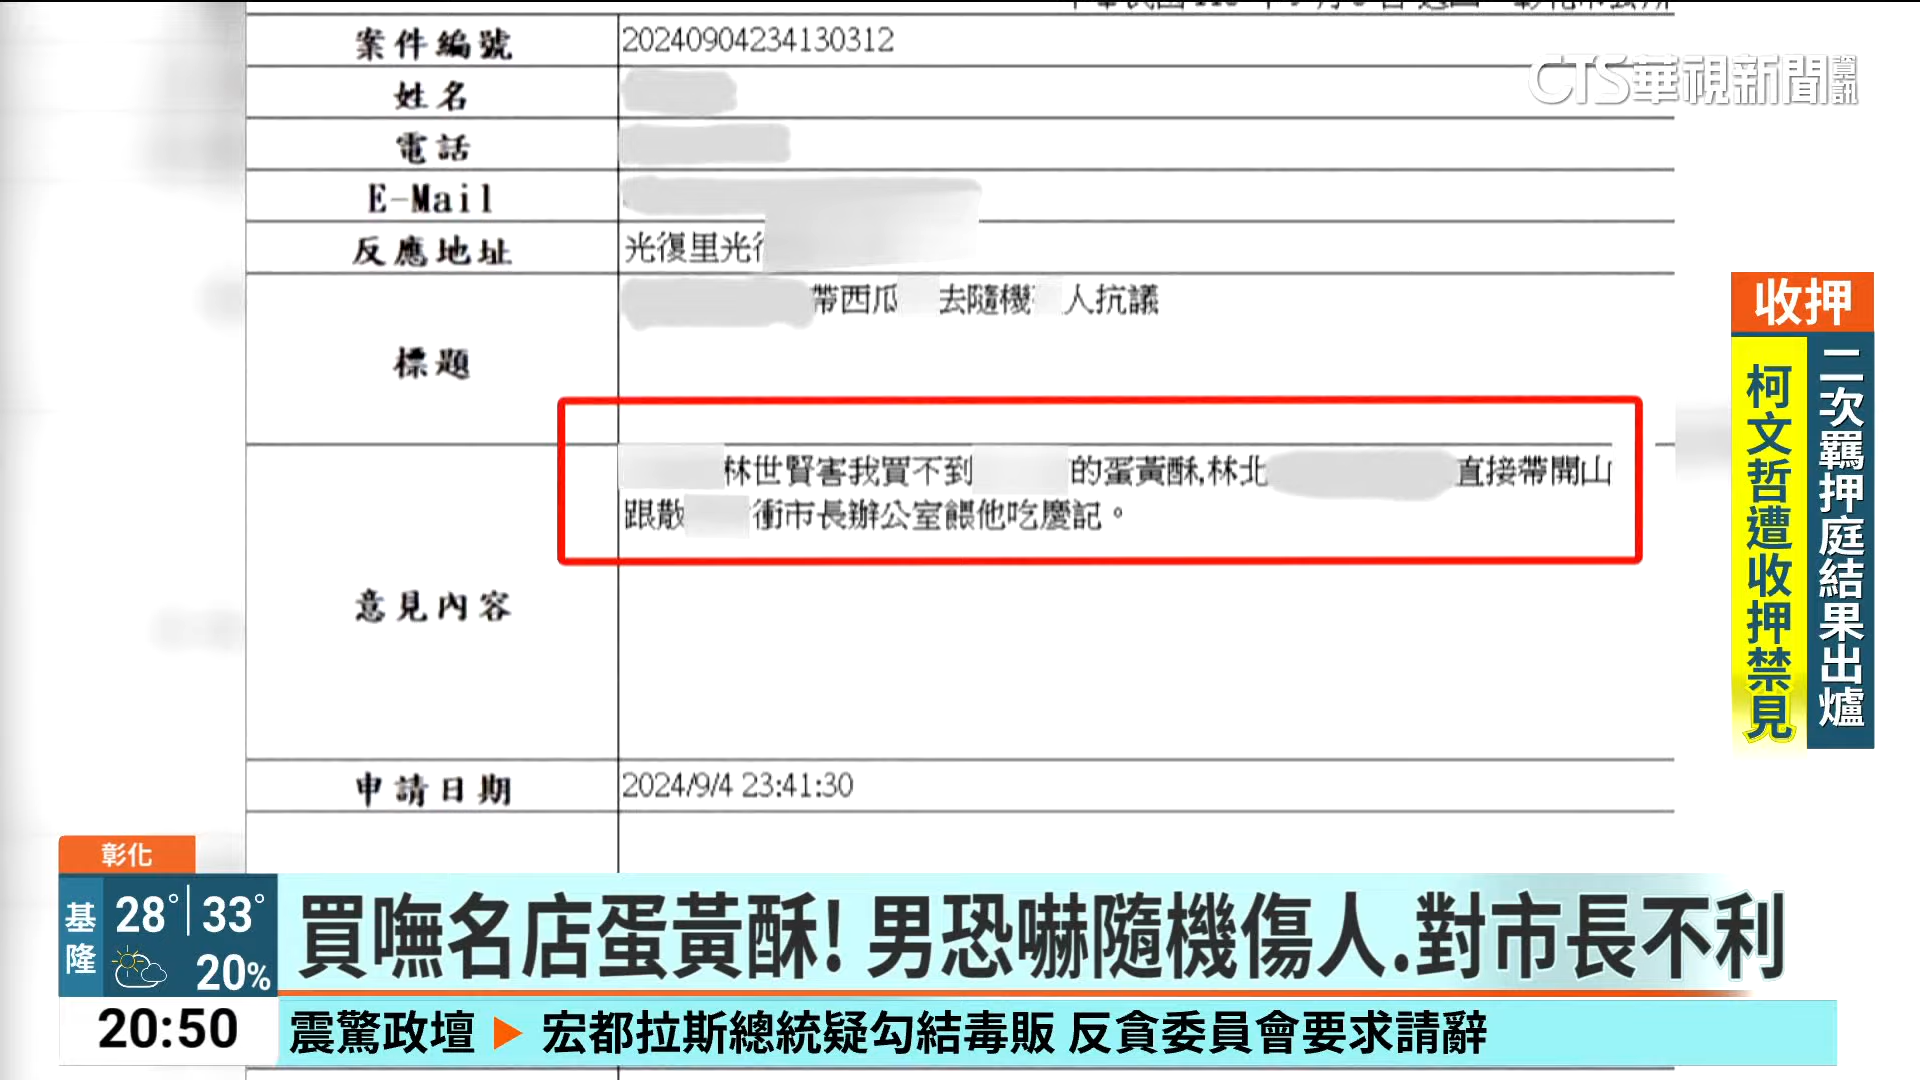 案件編號 20240904234130312
姓名
電話
E-Mail
反應地址 光復里光復
標題 帶西瓜 去隨機 人抗議
意見內容
林世賢害我買不到 的蛋黃酥,林北 直接帶開山
跟散 衝市長辦公室餵他吃慶記。
申請日期 2024/9/4 23:41:30
CTS華視新聞資訊
收押
二次羈押庭結果出爐
柯文哲遭收押禁見
彰化
基隆 28° 33°
20%
20:50
買嘸名店蛋黃酥! 男恐嚇隨機傷人.對市長不利
震驚政壇 ▶ 宏都拉斯總統疑勾結毒販 反貪委員會要求請辭